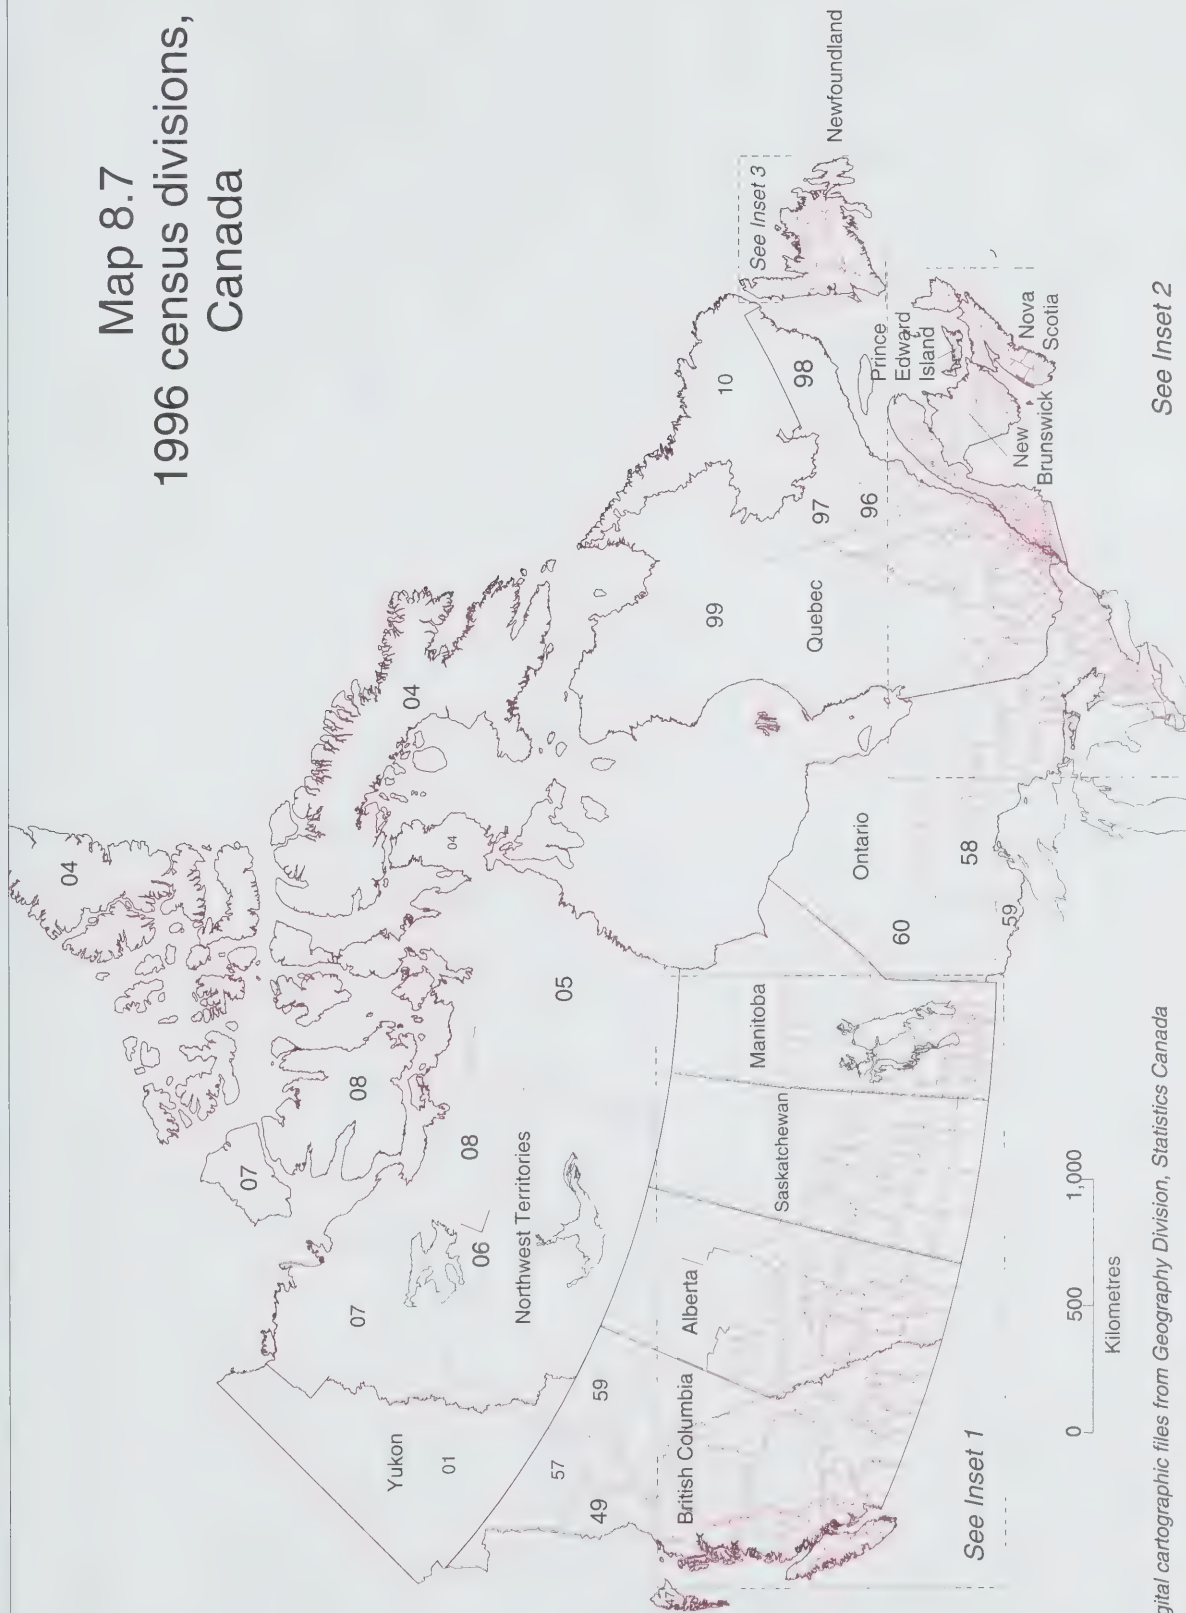 Map 8.7
1996 census divisions,
Canada
04
04
04
07
08
08
05
07
06
Northwest Territories
Yukon
01
57
59
49
47
British Columbia
Alberta
Saskatchewan
Manitoba
Ontario
60
58
59
99
Quebec
97
96
98
10
See Inset 3
Newfoundland
Prince
Edward
Island
New
Brunswick
Nova
Scotia
See Inset 1
See Inset 2
0
500
1,000
Kilometres
cartographic files from Geography Division, Statistics Canada